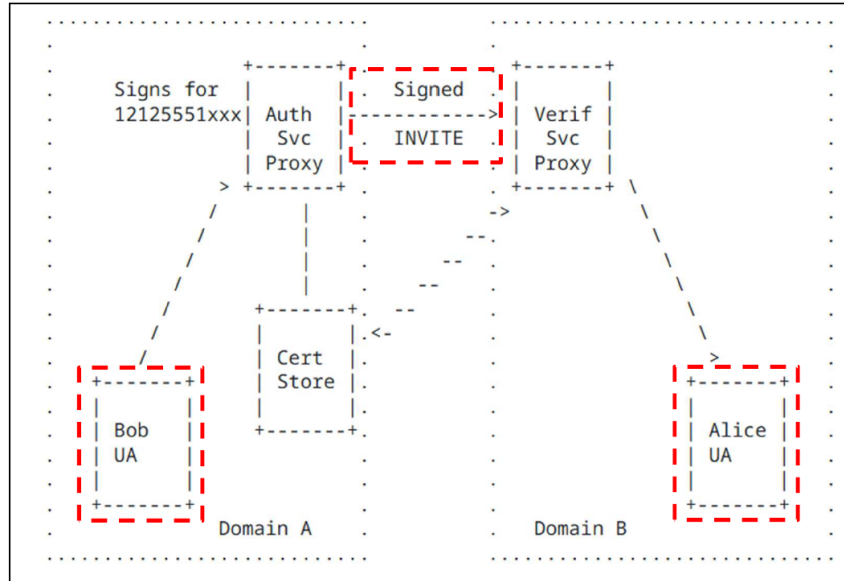 Signs for
12125551xxx
Auth
Svc
Proxy
Signed
INVITE
Verif
Svc
Proxy
Cert
Store
Bob
UA
Alice
UA
Domain A
Domain B